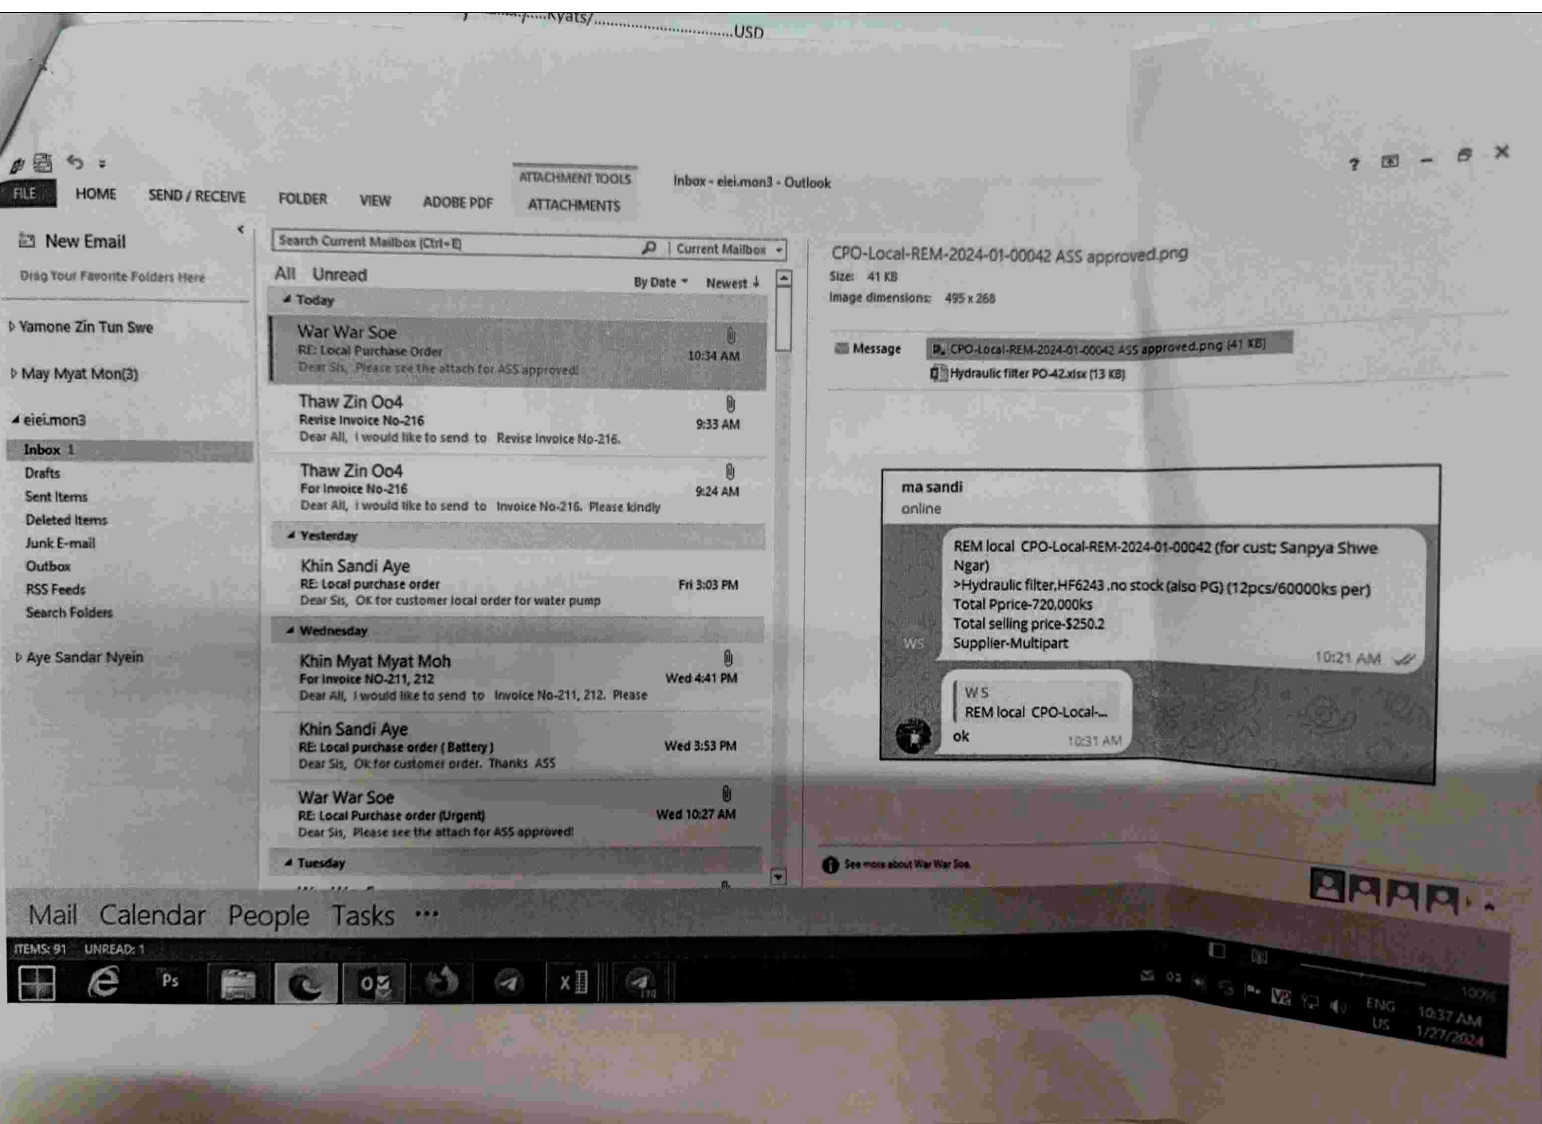 Kyats/..............................USD
FILE HOME SEND / RECEIVE FOLDER VIEW ADOBE PDF ATTACHMENT TOOLS ATTACHMENTS Inbox - eiei.mon3 - Outlook
New Email
Drag Your Favorite Folders Here
Yamone Zin Tun Swe
May Myat Mon(3)
eiei.mon3
Inbox 1
Drafts
Sent Items
Deleted Items
Junk E-mail
Outbox
RSS Feeds
Search Folders
Aye Sandar Nyein
Search Current Mailbox (Ctrl+E) Current Mailbox
All Unread By Date Newest ↓
Today
War War Soe
RE: Local Purchase Order 10:34 AM
Dear Sis, Please see the attach for ASS approved!
Thaw Zin Oo4
Revise Invoice No-216 9:33 AM
Dear All, I would like to send to Revise Invoice No-216.
Thaw Zin Oo4
For Invoice No-216 9:24 AM
Dear All, I would like to send to Invoice No-216. Please kindly
Yesterday
Khin Sandi Aye
RE: Local purchase order Fri 3:03 PM
Dear Sis, OK for customer local order for water pump
Wednesday
Khin Myat Myat Moh
For Invoice NO-211, 212 Wed 4:41 PM
Dear All, I would like to send to Invoice No-211, 212. Please
Khin Sandi Aye
RE: Local purchase order ( Battery ) Wed 3:53 PM
Dear Sis, Ok for customer order. Thanks ASS
War War Soe
RE: Local Purchase order (Urgent) Wed 10:27 AM
Dear Sis, Please see the attach for ASS approved!
Tuesday
CPO-Local-REM-2024-01-00042 ASS approved.png
Size: 41 KB
Image dimensions: 495 x 268
Message CPO-Local-REM-2024-01-00042 ASS approved.png (41 KB)
Hydraulic filter PO-42.xlsx (13 KB)
ma sandi
online
REM local CPO-Local-REM-2024-01-00042 (for cust: Sanpya Shwe
Ngar)
>Hydraulic filter,HF6243 ,no stock (also PG) (12pcs/60000ks per)
Total Pprice-720,000ks
Total selling price-$250.2
WS Supplier-Multipart
10:21 AM
W S
REM local CPO-Local-...
ok 10:31 AM
See more about War War Soe.
Mail Calendar People Tasks ...
ITEMS: 91 UNREAD: 1
100%
Ps
ENG 10:37 AM
US 1/27/2024